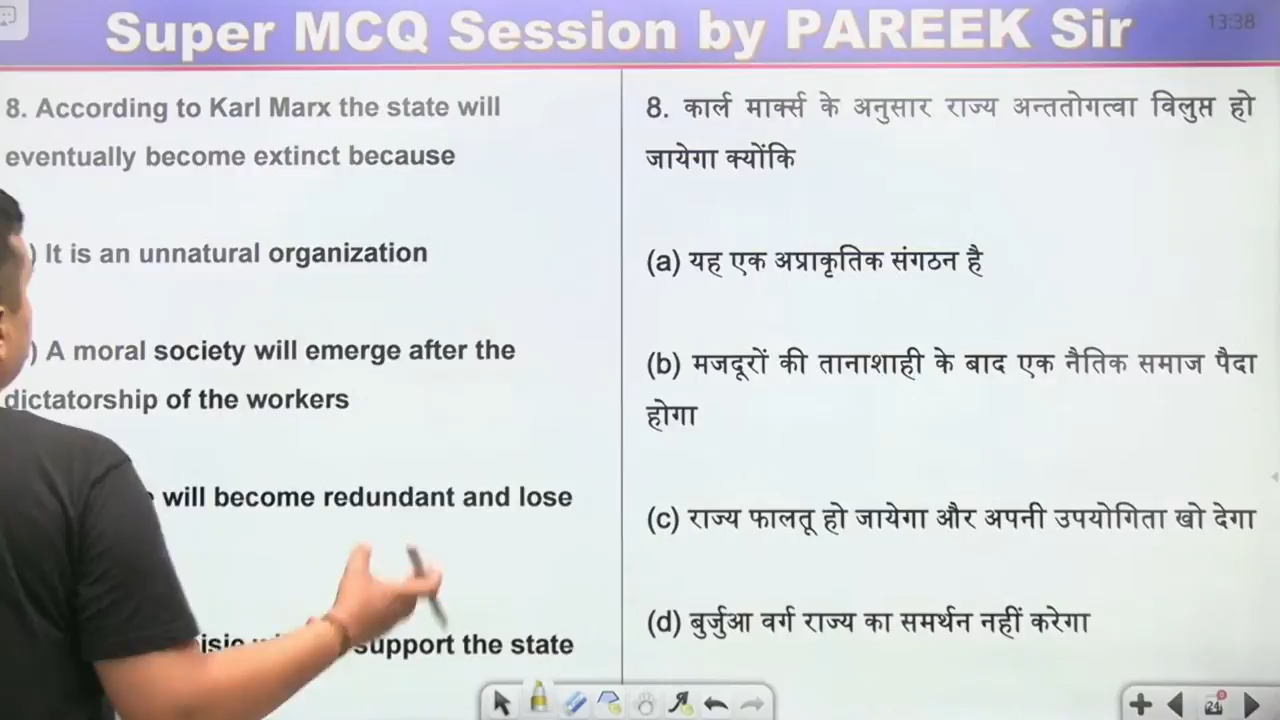 Super MCQ Session by PAREEK Sir
13:38
8. According to Karl Marx the state will
eventually become extinct because
) It is an unnatural organization
) A moral society will emerge after the
dictatorship of the workers
will become redundant and lose
support the state
8. कार्ल मार्क्स के अनुसार राज्य अन्ततोगत्वा विलुप्त हो
जायेगा क्योंकि
(a) यह एक अप्राकृतिक संगठन है
(b) मजदूरों की तानाशाही के बाद एक नैतिक समाज पैदा
होगा
(c) राज्य फालतू हो जायेगा और अपनी उपयोगिता खो देगा
(d) बुर्जुआ वर्ग राज्य का समर्थन नहीं करेगा
24